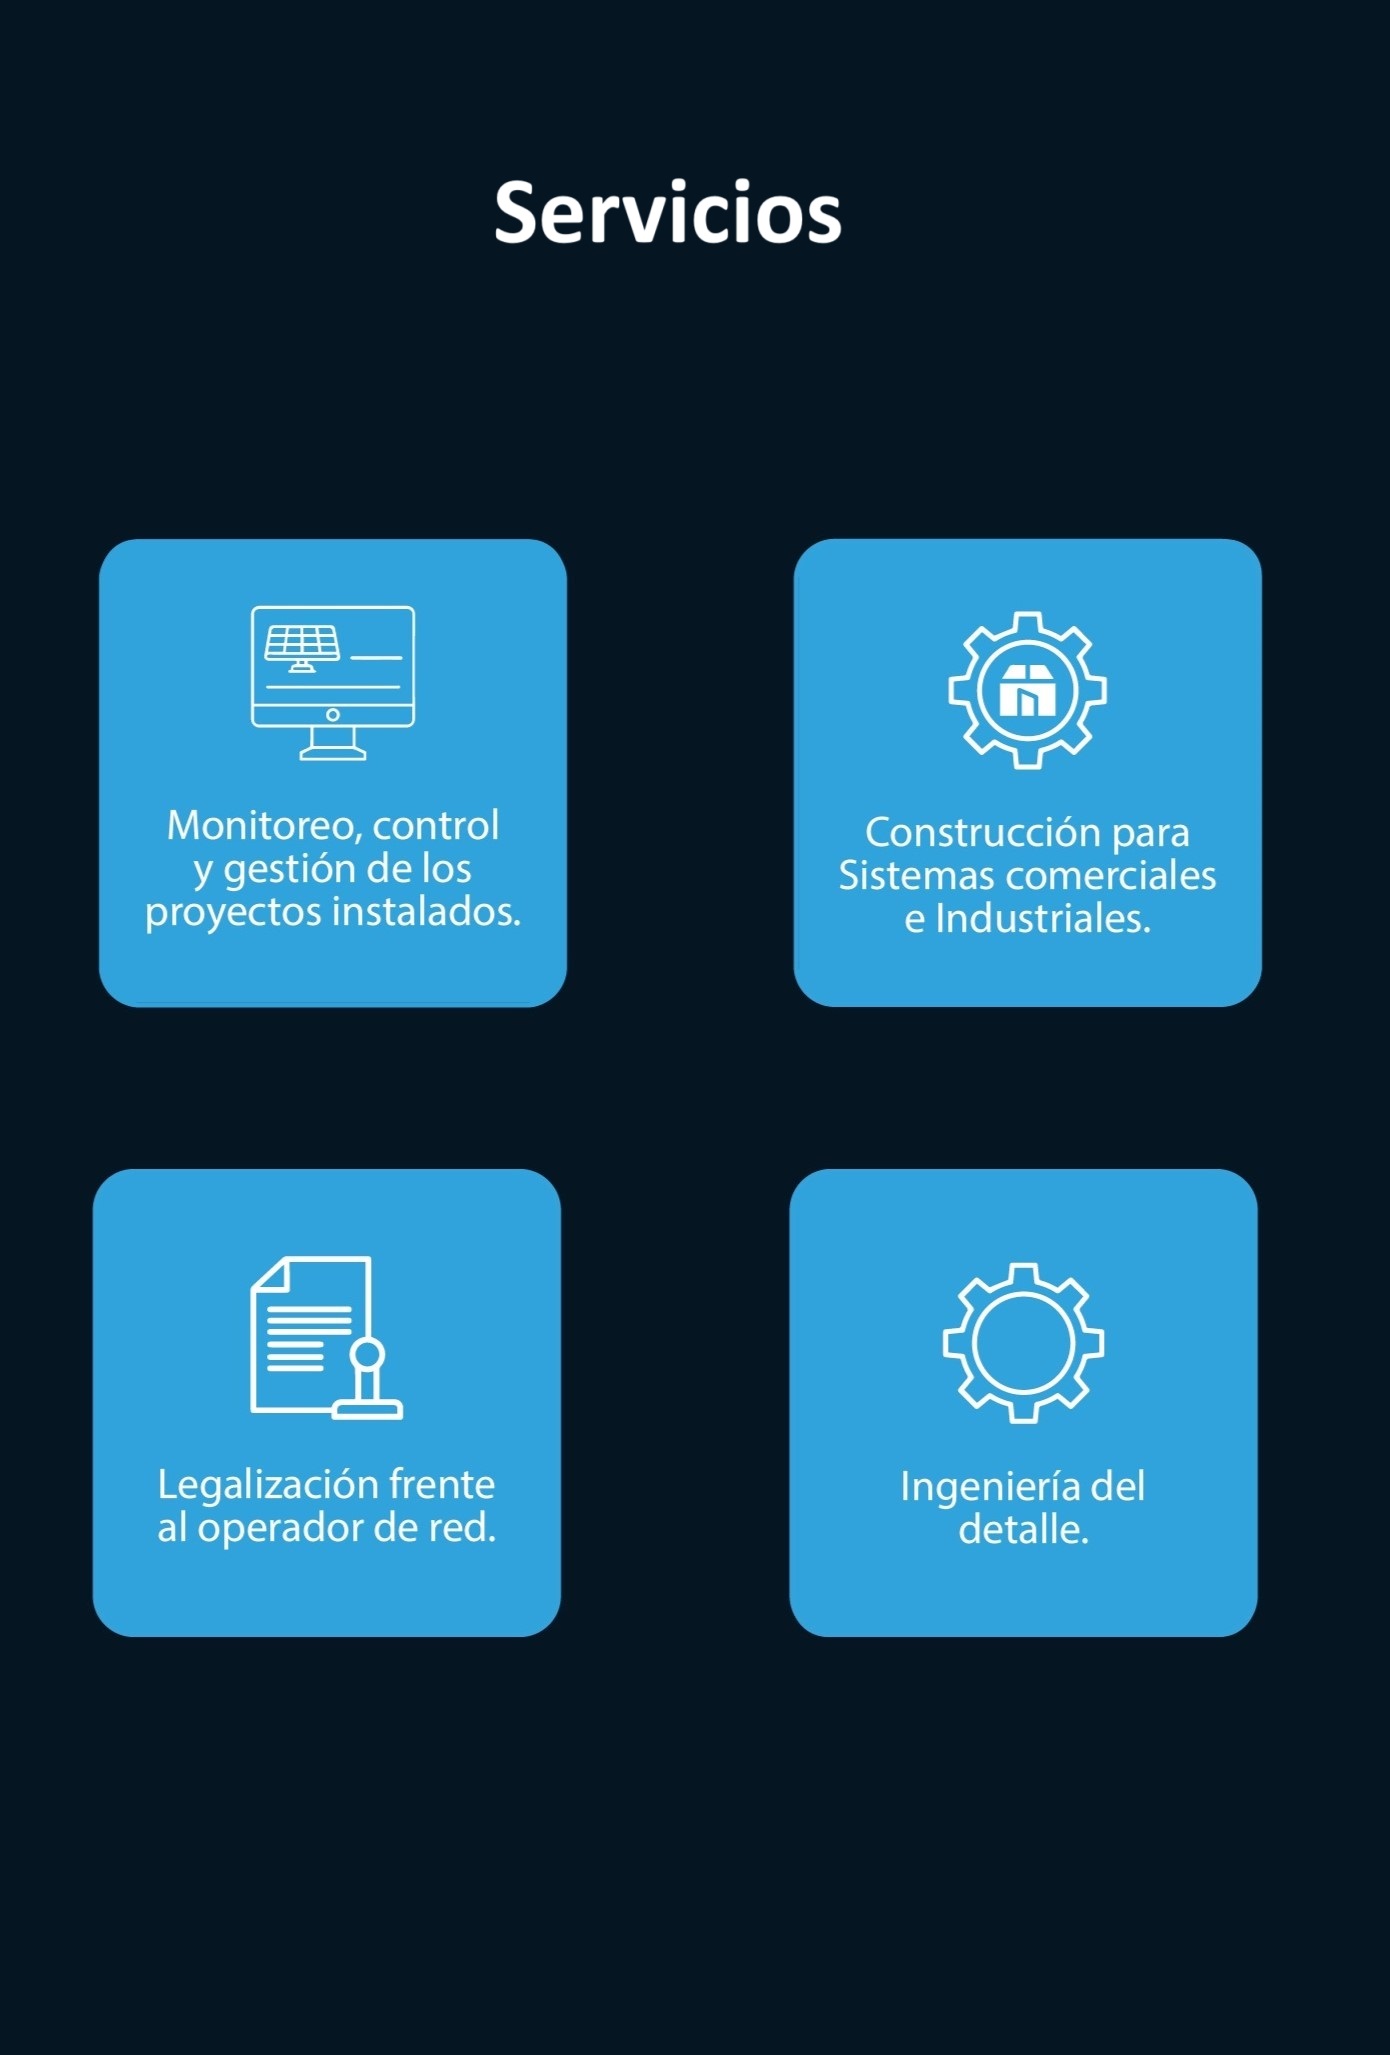 Servicios
Monitoreo, control
y gestión de los
proyectos instalados.
Construcción para
Sistemas comerciales
e Industriales.
Legalización frente
al operador de red.
Ingeniería del
detalle.